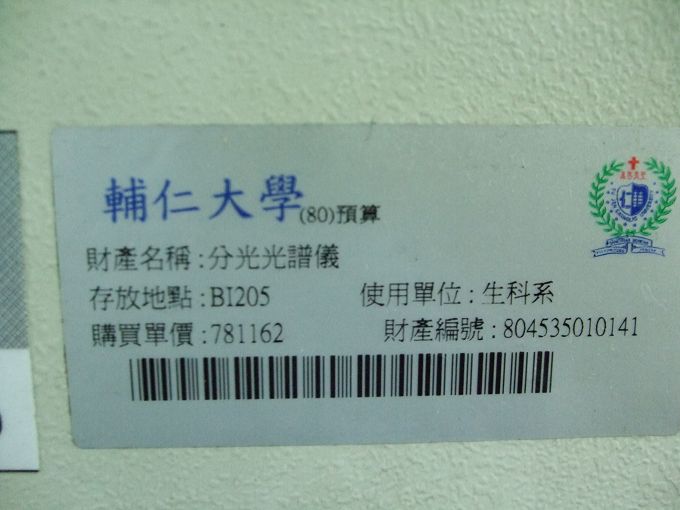 輔仁大學(80)預算
財產名稱:分光光譜儀
存放地點:BI205 使用單位:生科系
購買單價:781162 財產編號:804535010141